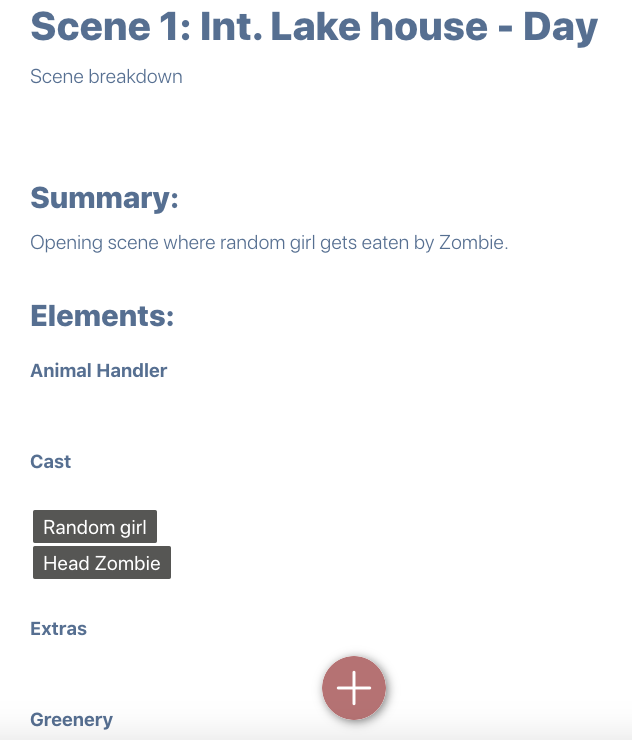 Scene 1: Int. Lake house - Day
Scene breakdown
Summary:
Opening scene where random girl gets eaten by Zombie.
Elements:
Animal Handler
Cast
Random girl
Head Zombie
Extras
Greenery